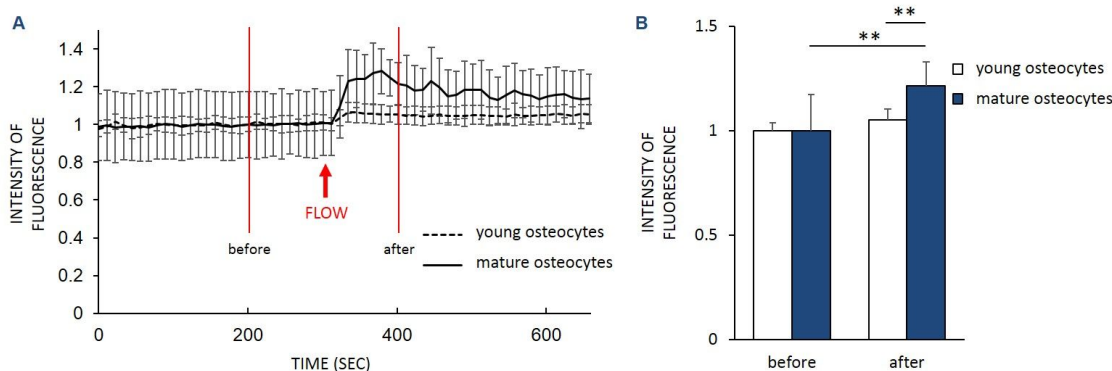 A
1.4
1.2
1
0.8
0.6
0.4
0.2
0
INTENSITY OF
FLUORESCENCE
FLOW
before
after
young osteocytes
mature osteocytes
0
200
400
600
TIME (SEC)
B
**
**
1.5
1
0.5
0
INTENSITY OF
FLUORESCENCE
young osteocytes
mature osteocytes
before
after